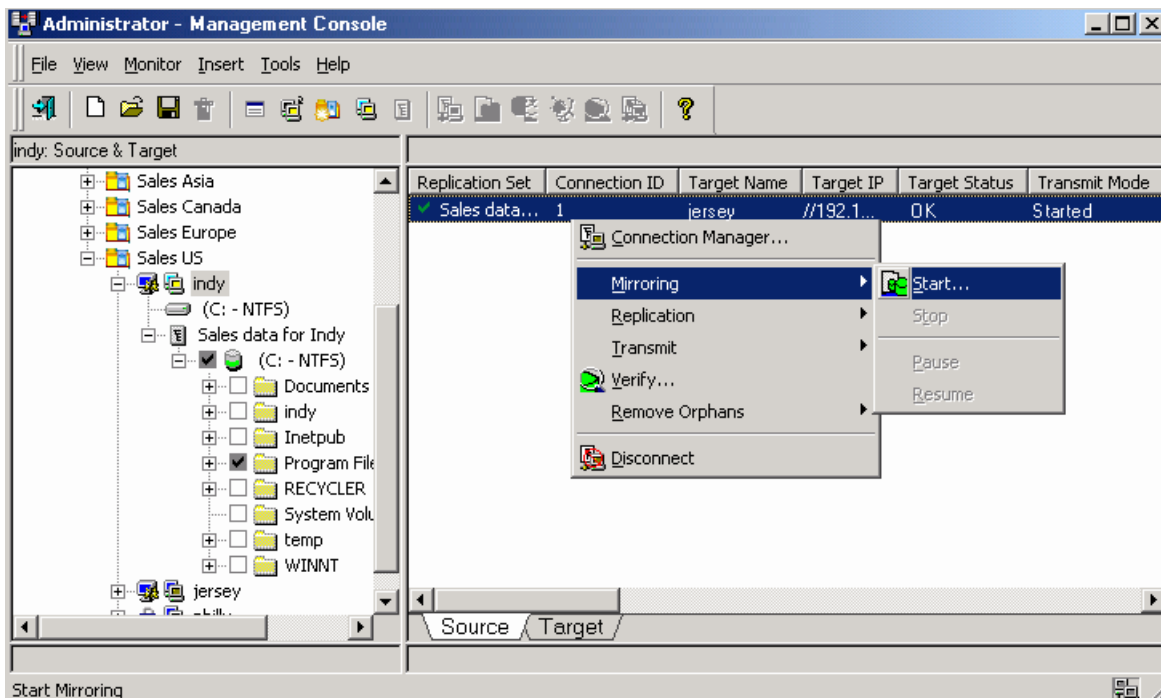 Administrator - Management Console
File View Monitor Insert Tools Help
indy: Source & Target
Sales Asia
Sales Canada
Sales Europe
Sales US
indy
(C: - NTFS)
Sales data for Indy
(C: - NTFS)
Documents
indy
Inetpub
Program File
RECYCLER
System Volu
temp
WINNT
jersey
Replication Set Connection ID Target Name Target IP Target Status Transmit Mode
Sales data... 1 jersey //192.1... OK Started
Connection Manager...
Mirroring
Replication
Transmit
Verify...
Remove Orphans
Disconnect
Start...
Stop
Pause
Resume
Source Target
Start Mirroring